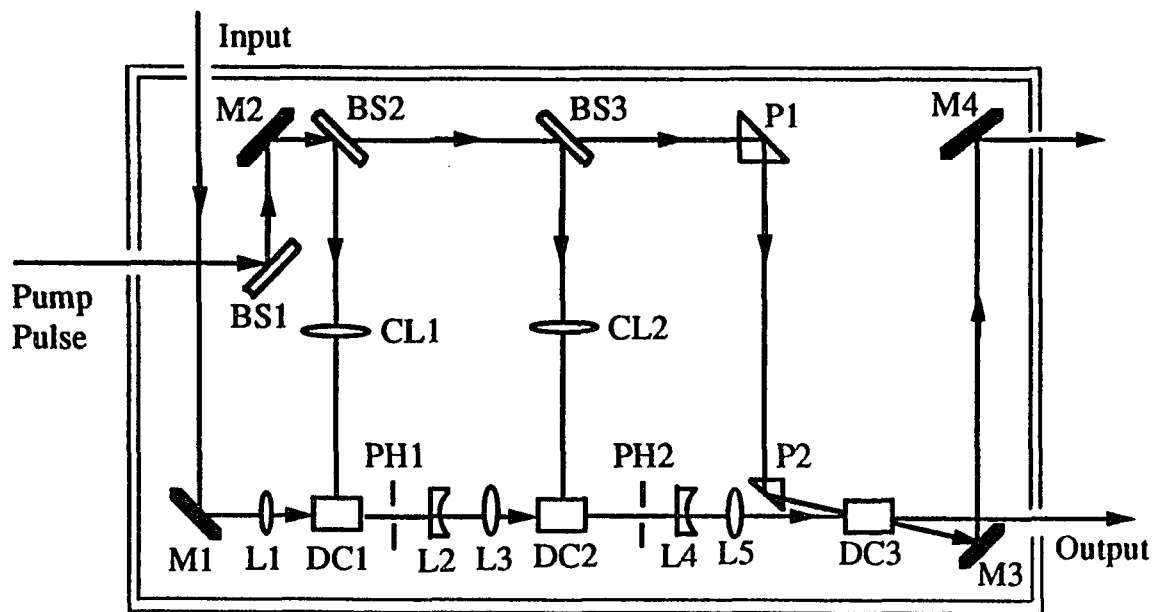 Input
M2
BS2
BS3
P1
M4
Pump
Pulse
BS1
CL1
CL2
PH1
PH2
P2
M1
L1
DC1
L2
L3
DC2
L4
L5
DC3
M3
Output